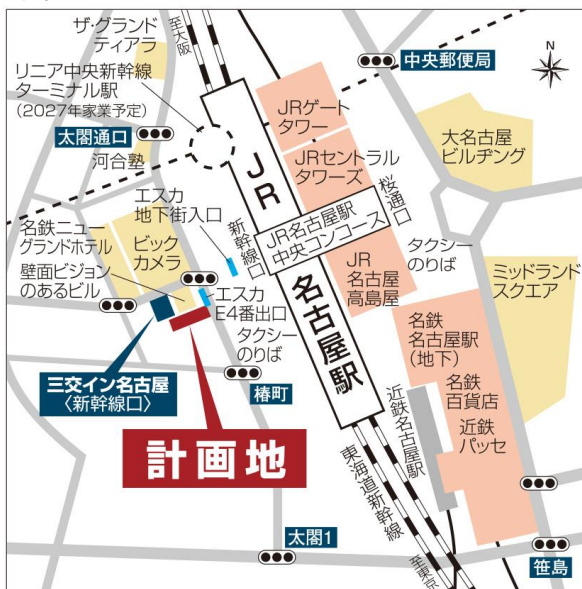 ザ・グランド
ティアラ
至大阪
中央郵便局
N
リニア中央新幹線
ターミナル駅
(2027年家業予定)
太閤通口
河合塾
JRゲート
タワー
JRセントラル
タワーズ
大名古屋
ビルヂング
JR
名古屋駅
エスカ
地下街入口
新幹線口
JR名古屋駅
中央コンコース
桜通口
名鉄ニュー
グランドホテル
ビック
カメラ
壁面ビジョン
のあるビル
エスカ
E4番出口
タクシー
のりば
JR
名古屋
高島屋
タクシー
のりば
ミッドランド
スクエア
三交イン名古屋
〈新幹線口〉
椿町
計画地
名鉄
名古屋駅
(地下)
名鉄
百貨店
近鉄
パッセ
近鉄名古屋駅
東海道新幹線
太閤1
至東京
笹島